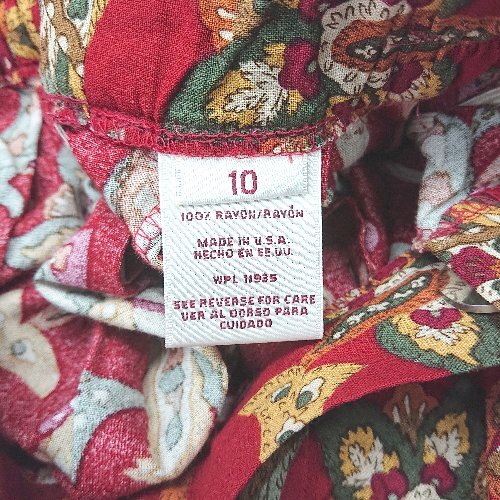 10
100% RAYON/RAYÓN
MADE IN U.S.A.
HECHO EN EE.UU.
WPL 11935
SEE REVERSE FOR CARE
VER AL DORSO PARA
CUIDADO